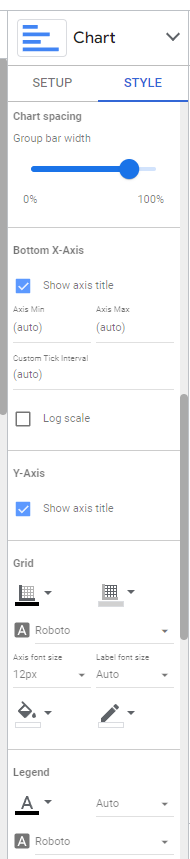 Chart
SETUP STYLE
Chart spacing
Group bar width
0% 100%
Bottom X-Axis
Show axis title
Axis Min Axis Max
(auto) (auto)
Custom Tick Interval
(auto)
Log scale
Y-Axis
Show axis title
Grid
A Roboto
Axis font size Label font size
12px Auto
Legend
A Auto
A Roboto